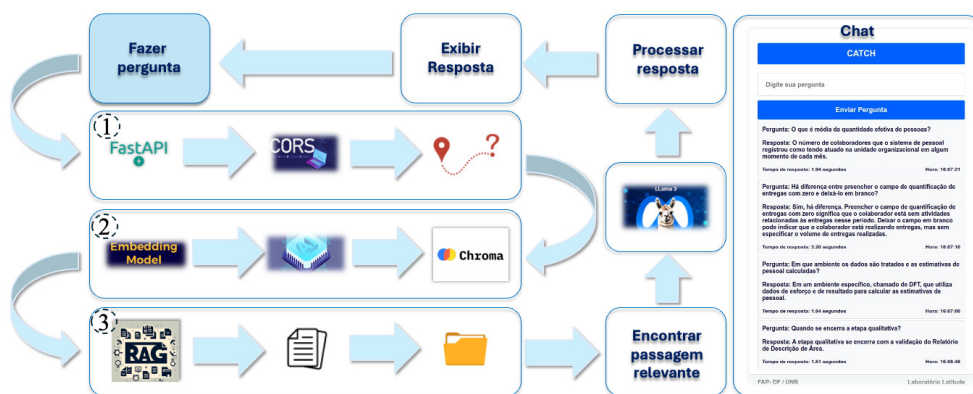 Fazer
pergunta
Exibir
Resposta
Processar
resposta
1
FastAPI
CORS
?
LLama 3
2
Embedding
Model
Chroma
3
RAG
Encontrar
passagem
relevante
Chat
CATCH
Digite sua pergunta
Enviar Pergunta
Pergunta: O que é média da quantidade efetiva de pessoas?
Resposta: O número de colaboradores que o sistema de pessoal
registrou como tendo atuado na unidade organizacional em algum
momento de cada mês.
Tempo de resposta: 1.94 segundos Hora: 16:67:21
Pergunta: Há diferença entre preencher o campo de quantificação de
entregas com zero e deixá-lo em branco?
Resposta: Sim, há diferença. Preencher o campo de quantificação de
entregas com zero significa que o colaborador está sem atividades
relacionadas às entregas nesse período. Deixar o campo em branco
pode indicar que o colaborador está realizando entregas, mas sem
especificar o volume de entregas realizadas.
Tempo de resposta: 3.26 segundos Hora: 16:67:10
Pergunta: Em que ambiente os dados são tratados e as estimativas de
pessoal calculadas?
Resposta: Em um ambiente específico, chamado de DFT, que utiliza
dados de esforço e de resultado para calcular as estimativas de
pessoal.
Tempo de resposta: 1.84 segundos Hora: 16:67:00
Pergunta: Quando se encerra a etapa qualitativa?
Resposta: A etapa qualitativa se encerra com a validação do Relatório
de Descrição de Área.
Tempo de resposta: 1.61 segundos Hora: 16:66:48
FAP- DF / UNB Laboratório Latitude